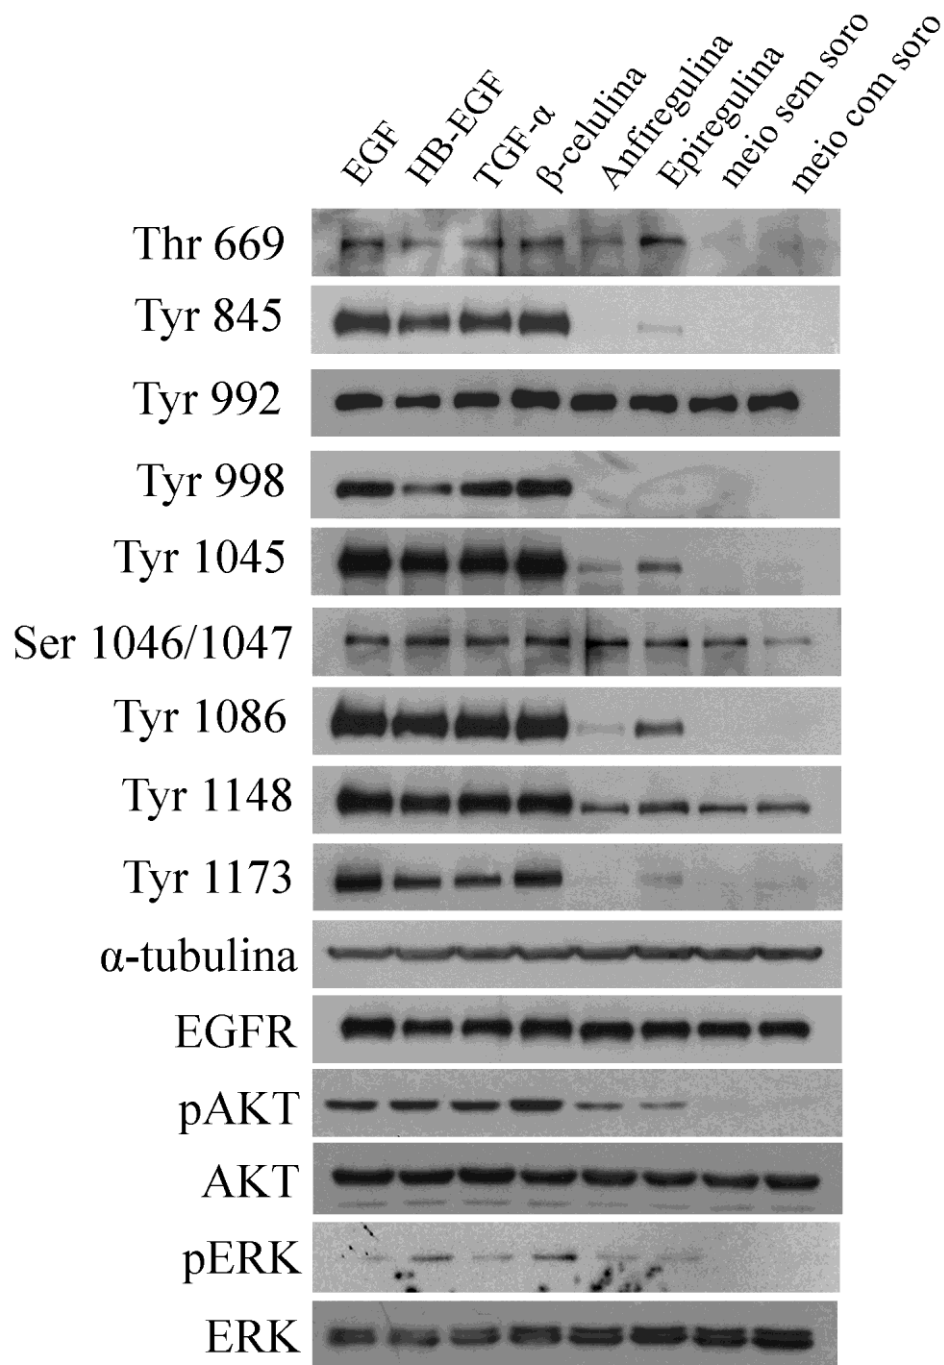 EGF
HB-EGF
TGF-α
β-celulina
Anfiregulina
Epiregulina
meio sem soro
meio com soro
Thr 669
Tyr 845
Tyr 992
Tyr 998
Tyr 1045
Ser 1046/1047
Tyr 1086
Tyr 1148
Tyr 1173
α-tubulina
EGFR
pAKT
AKT
pERK
ERK